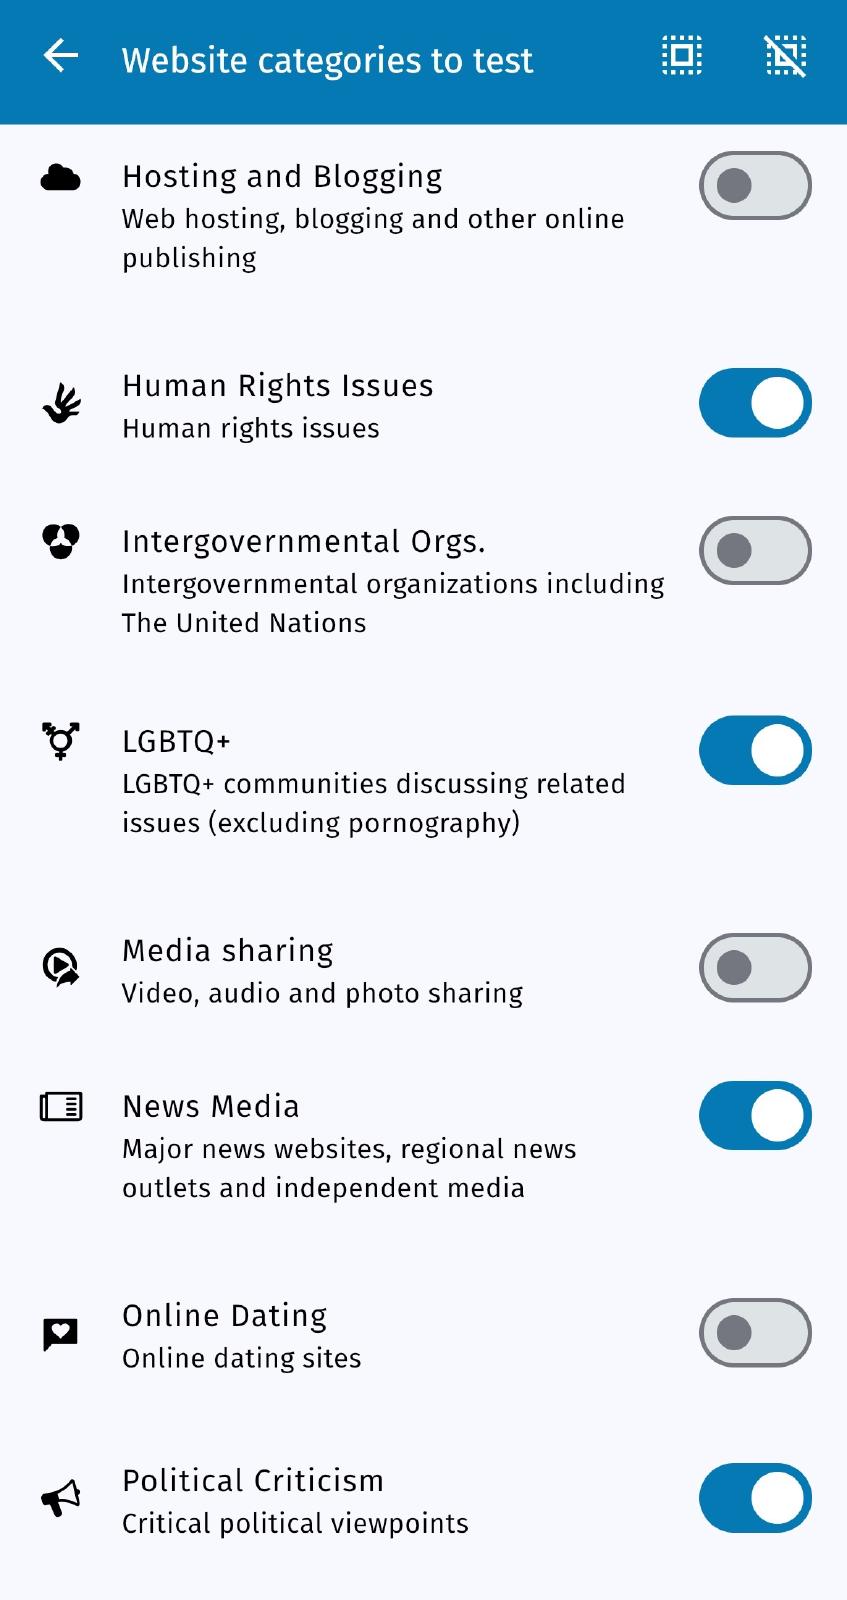 Website categories to test
Hosting and Blogging
Web hosting, blogging and other online
publishing
Human Rights Issues
Human rights issues
Intergovernmental Orgs.
Intergovernmental organizations including
The United Nations
LGBTQ+
LGBTQ+ communities discussing related
issues (excluding pornography)
Media sharing
Video, audio and photo sharing
News Media
Major news websites, regional news
outlets and independent media
Online Dating
Online dating sites
Political Criticism
Critical political viewpoints